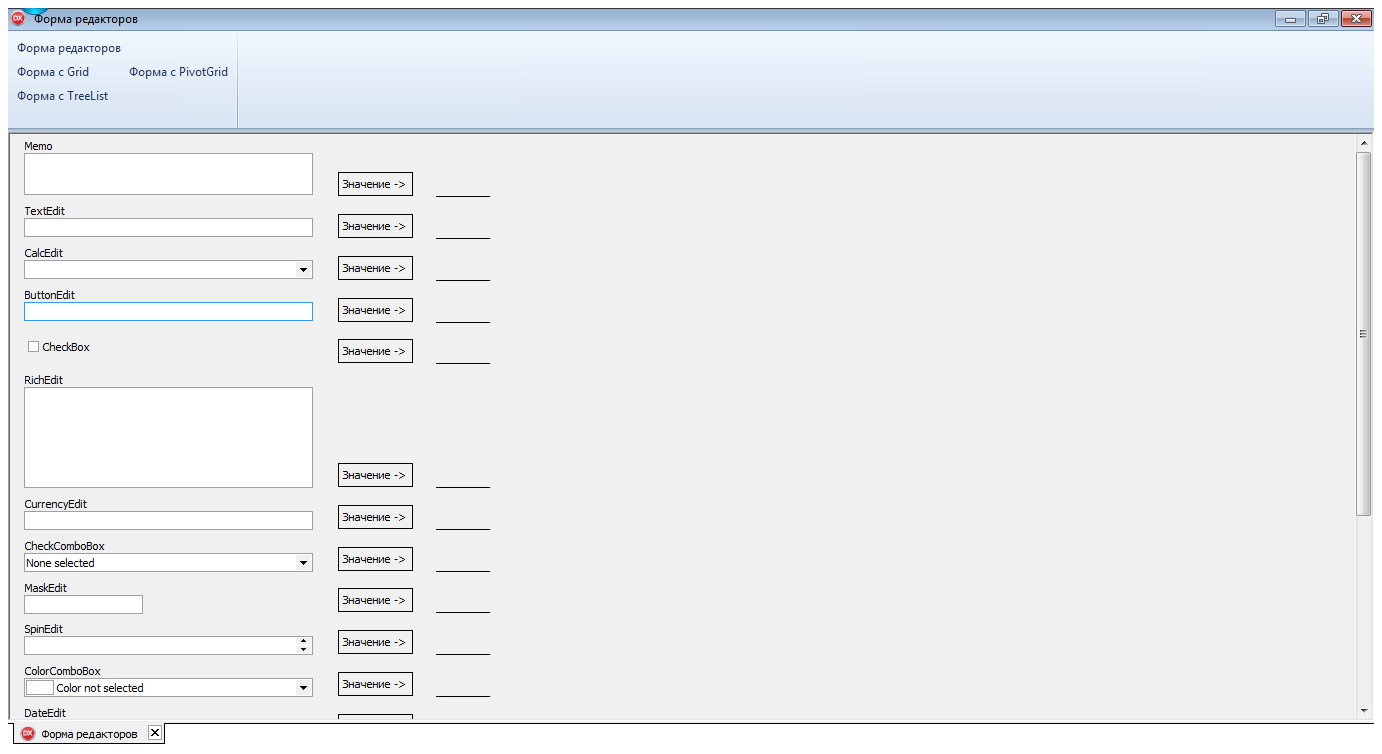 DX Форма редакторов
Форма редакторов
Форма с Grid Форма с PivotGrid
Форма с TreeList
Memo
Значение ->
TextEdit
Значение ->
CalcEdit
Значение ->
ButtonEdit
Значение ->
CheckBox
Значение ->
RichEdit
Значение ->
CurrencyEdit
Значение ->
CheckComboBox
None selected
Значение ->
MaskEdit
Значение ->
SpinEdit
Значение ->
ColorComboBox
Color not selected
Значение ->
DateEdit
DX Форма редакторов